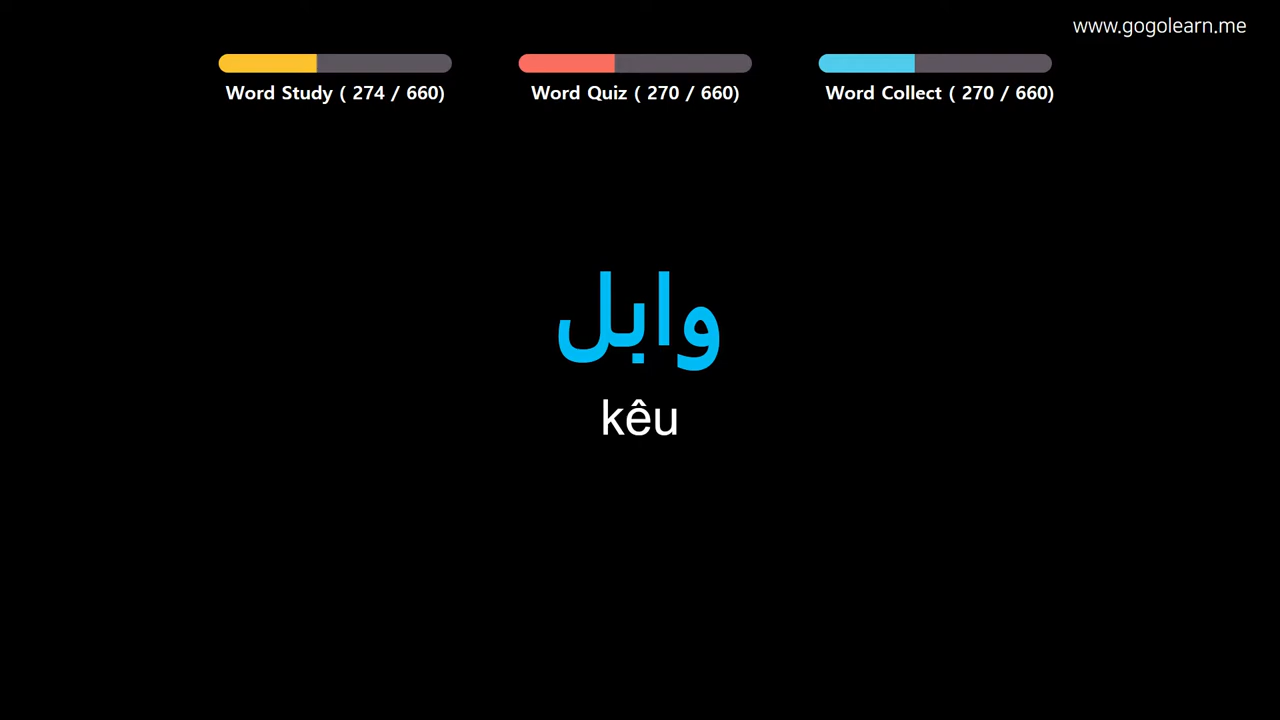 www.gogolearn.me
Word Study ( 274 / 660)
Word Quiz ( 270 / 660)
Word Collect ( 270 / 660)
وابل
kêu